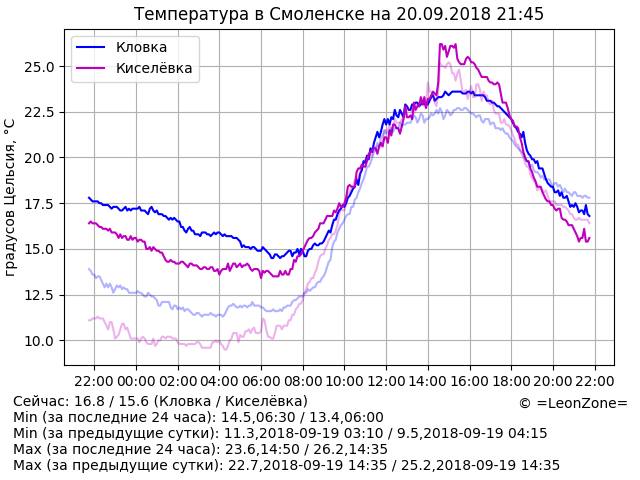 Температура в Смоленске на 20.09.2018 21:45
Кловка
Киселёвка
градусов Цельсия, °C
25.0
22.5
20.0
17.5
15.0
12.5
10.0
22:00 00:00 02:00 04:00 06:00 08:00 10:00 12:00 14:00 16:00 18:00 20:00 22:00
Сейчас: 16.8 / 15.6 (Кловка / Киселёвка)
© =LeonZone=
Min (за последние 24 часа): 14.5,06:30 / 13.4,06:00
Min (за предыдущие сутки): 11.3,2018-09-19 03:10 / 9.5,2018-09-19 04:15
Max (за последние 24 часа): 23.6,14:50 / 26.2,14:35
Max (за предыдущие сутки): 22.7,2018-09-19 14:35 / 25.2,2018-09-19 14:35